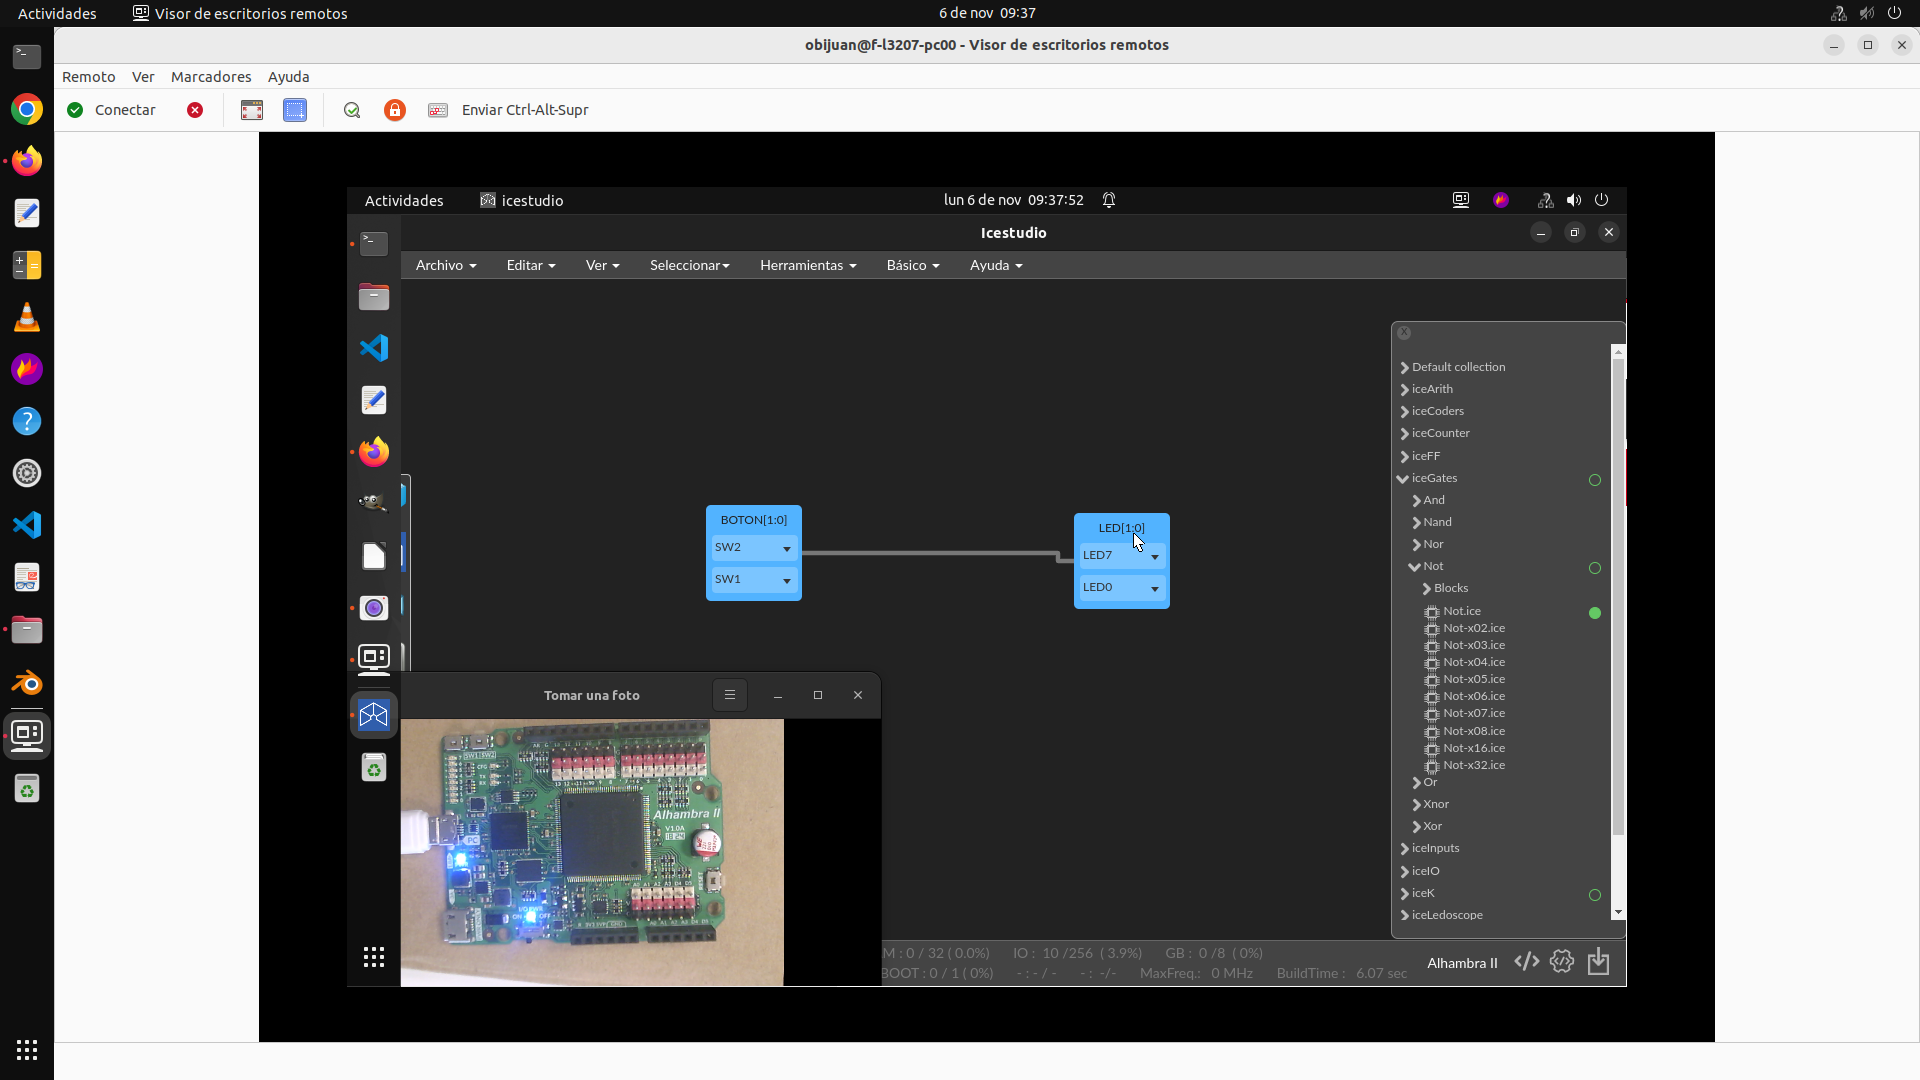 Actividades
Visor de escritorios remotos
6 de nov 09:37
obijuan@f-l3207-pc00 - Visor de escritorios remotos
Remoto Ver Marcadores Ayuda
Conectar
Enviar Ctrl-Alt-Supr
Actividades
icestudio
lun 6 de nov 09:37:52
Icestudio
Archivo Editar Ver Seleccionar Herramientas Básico Ayuda
Default collection
iceArith
iceCoders
iceCounter
iceFF
iceGates
And
Nand
Nor
Not
Blocks
Not.ice
Not-x02.ice
Not-x03.ice
Not-x04.ice
Not-x05.ice
Not-x06.ice
Not-x07.ice
Not-x08.ice
Not-x16.ice
Not-x32.ice
Or
Xnor
Xor
iceInputs
iceIO
iceK
iceLedoscope
BOTON[1:0]
SW2
SW1
LED[1:0]
LED7
LED0
Tomar una foto
Alhambra II
V1.0A
M : 0 / 32 ( 0.0%) IO : 10 /256 ( 3.9%) GB : 0 /8 ( 0%)
BOOT : 0 / 1 ( 0%) - : - / - - : -/- MaxFreq.: 0 MHz BuildTime : 6.07 sec
Alhambra II